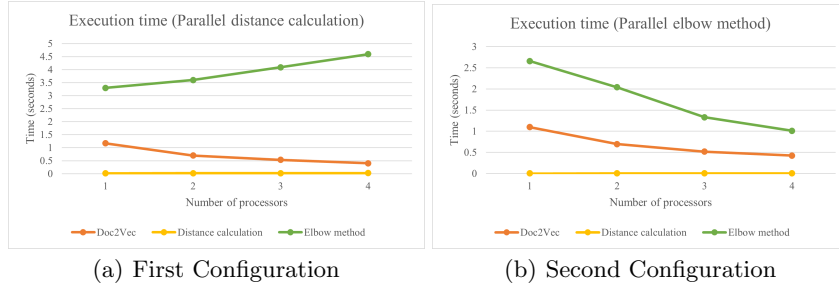 Execution time (Parallel distance calculation)
Time (seconds)
5
4.5
4
3.5
3
2.5
2
1.5
1
0.5
0
1 2 3 4
Number of processors
Doc2Vec Distance calculation Elbow method
(a) First Configuration
Execution time (Parallel elbow method)
Time (seconds)
3
2.5
2
1.5
1
0.5
0
1 2 3 4
Number of processors
Doc2Vec Distance calculation Elbow method
(b) Second Configuration